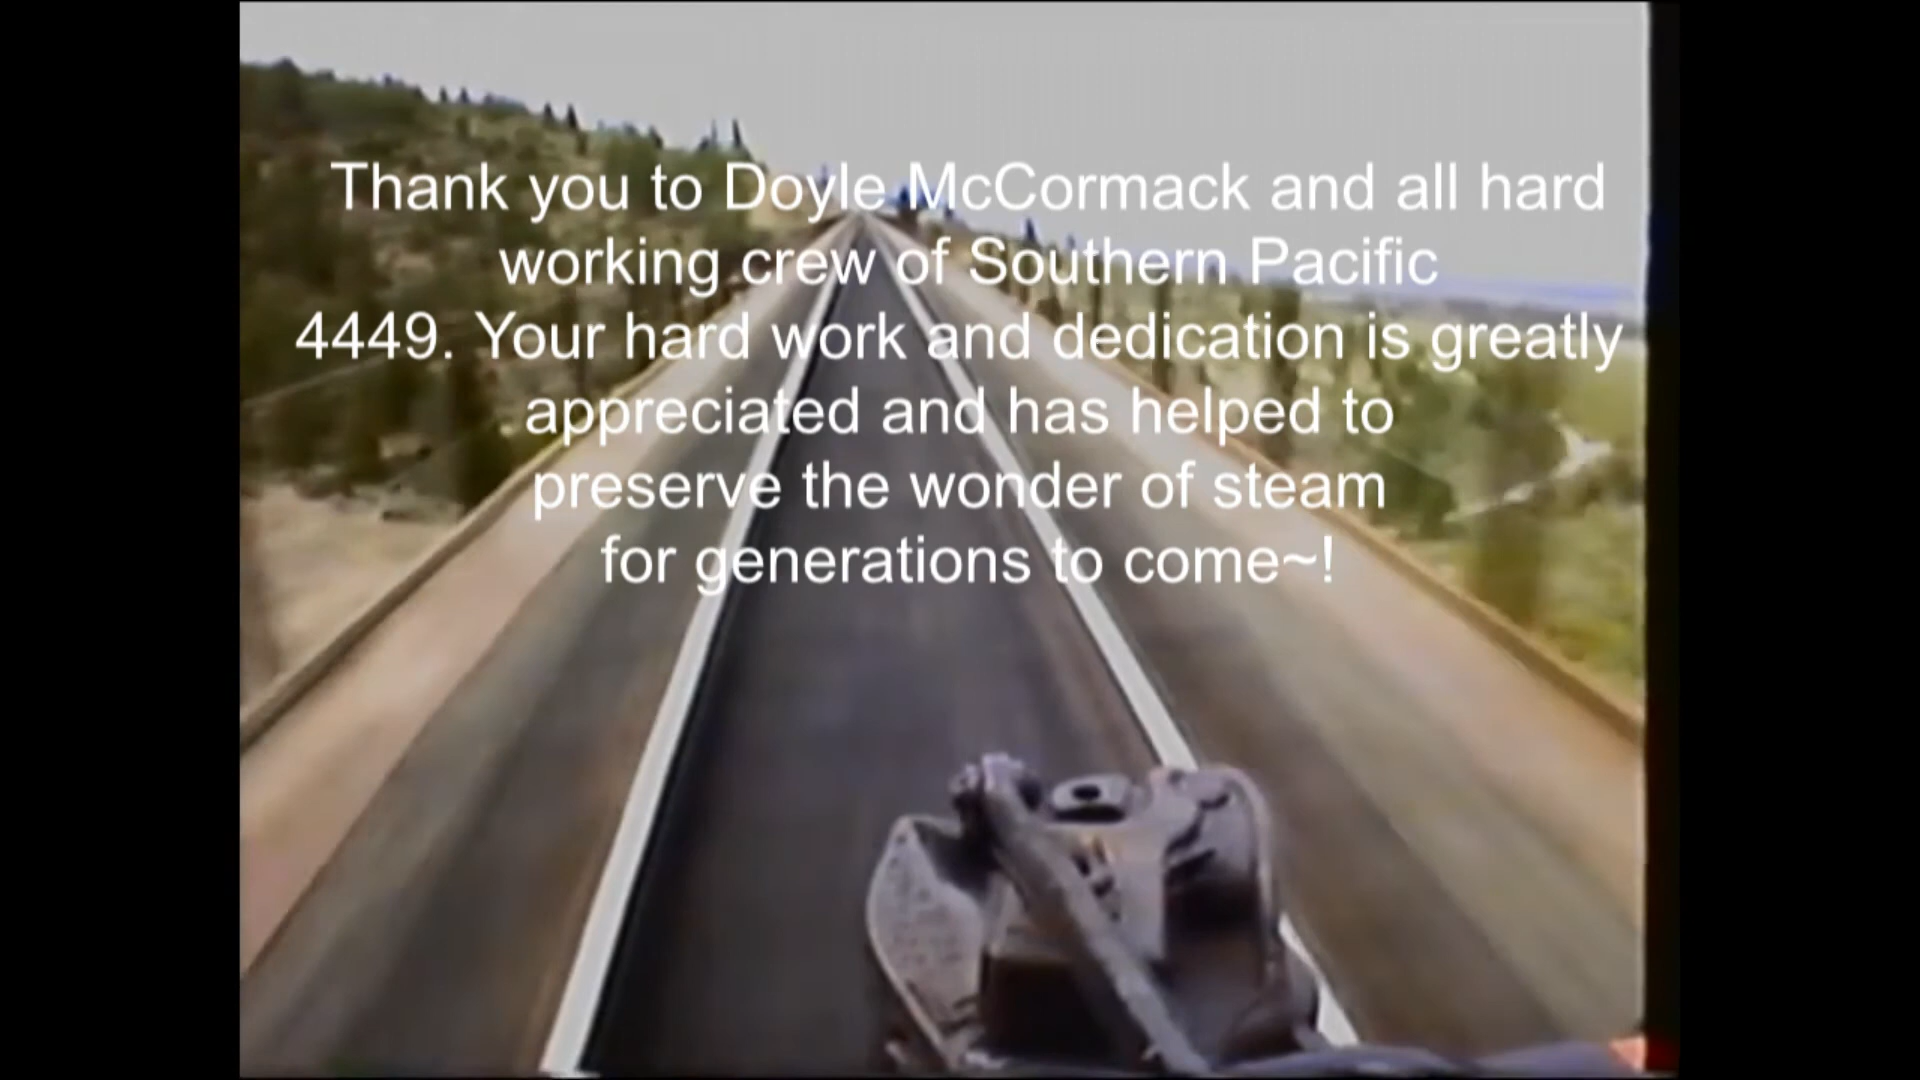 Thank you to Doyle McCormack and all hard
working crew of Southern Pacific
4449. Your hard work and dedication is greatly
appreciated and has helped to
preserve the wonder of steam
for generations to come~!